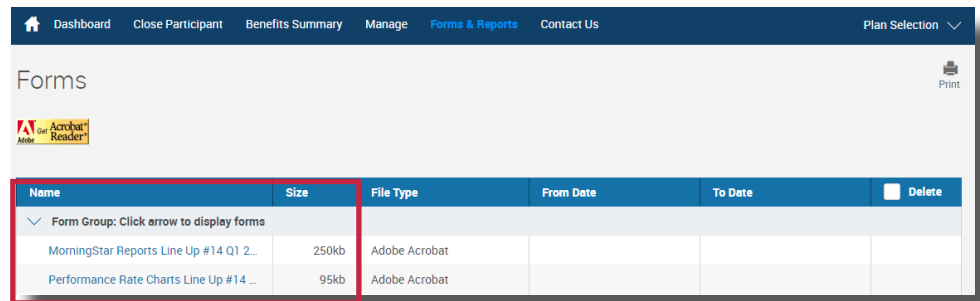 Dashboard Close Participant Benefits Summary Manage Forms & Reports Contact Us Plan Selection
Forms
Print
Adobe Get Acrobat® Reader®
Name Size File Type From Date To Date Delete
Form Group: Click arrow to display forms
MorningStar Reports Line Up #14 Q1 2... 250kb Adobe Acrobat
Performance Rate Charts Line Up #14 ... 95kb Adobe Acrobat